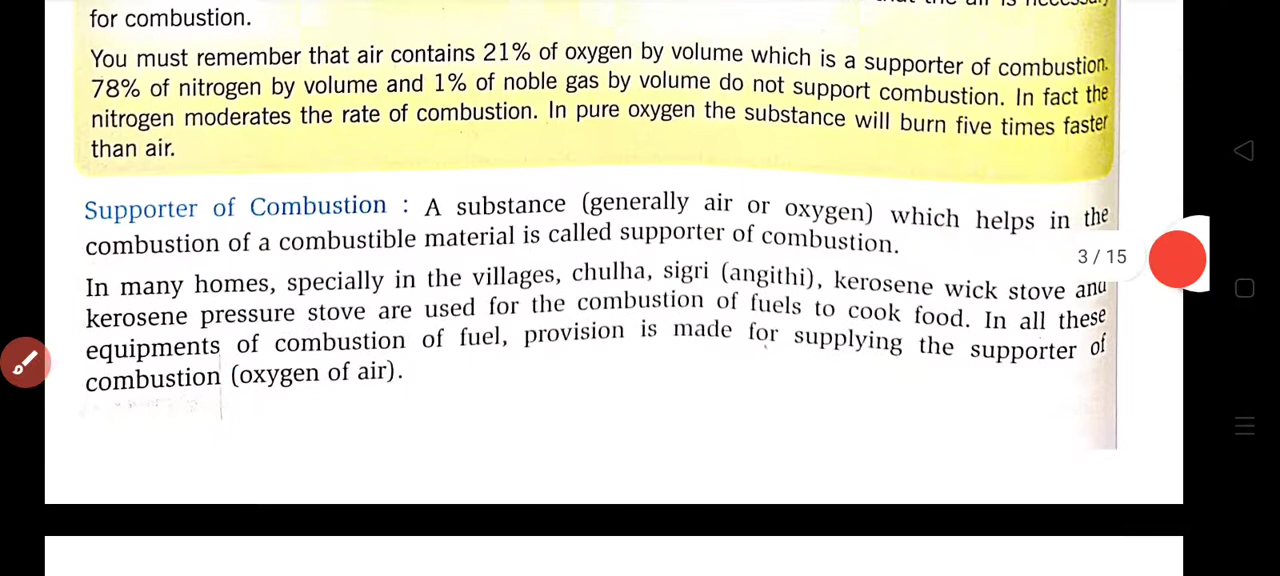 for combustion.
You must remember that air contains 21% of oxygen by volume which is a supporter of combustion.
78% of nitrogen by volume and 1% of noble gas by volume do not support combustion. In fact the
nitrogen moderates the rate of combustion. In pure oxygen the substance will burn five times faster
than air.
Supporter of Combustion : A substance (generally air or oxygen) which helps in the
combustion of a combustible material is called supporter of combustion.
3 / 15
In many homes, specially in the villages, chulha, sigri (angithi), kerosene wick stove and
kerosene pressure stove are used for the combustion of fuels to cook food. In all these
equipments of combustion of fuel, provision is made for supplying the supporter of
combustion (oxygen of air).